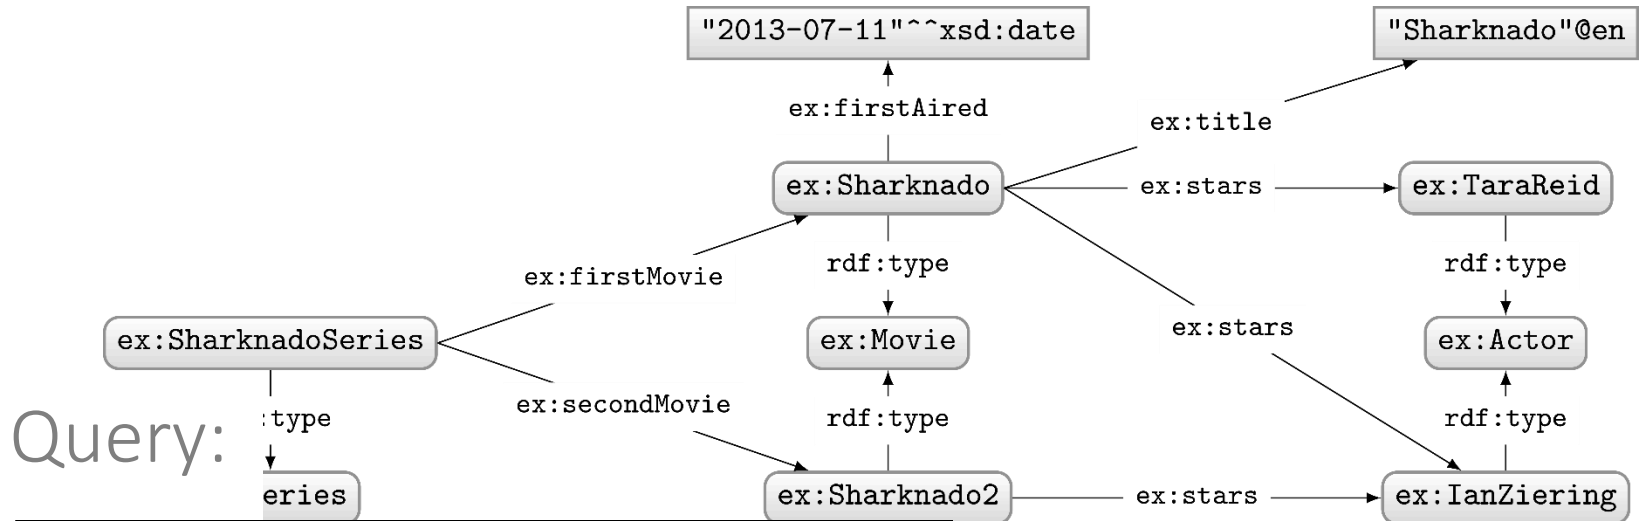 "2013-07-11"^^xsd:date
"Sharknado"@en
ex:firstAired
ex:title
ex:Sharknado
ex:stars
ex:TaraReid
ex:firstMovie
rdf:type
rdf:type
ex:stars
ex:SharknadoSeries
ex:Movie
ex:Actor
ex:secondMovie
Query:
:type
rdf:type
rdf:type
eries
ex:Sharknado2
ex:stars
ex:IanZiering